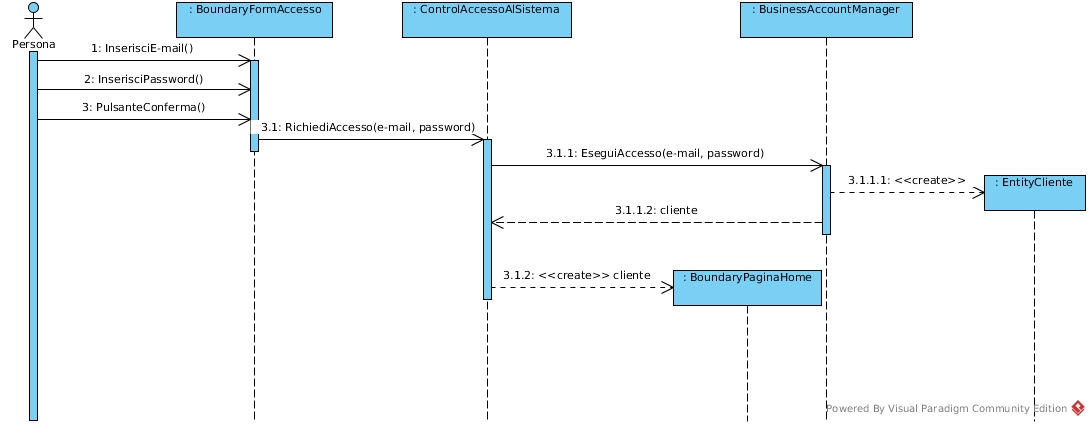 : BoundaryFormAccesso
: ControlAccessoAlSistema
: BusinessAccountManager
Persona
1: InserisciE-mail()
2: InserisciPassword()
3: PulsanteConferma()
3.1: RichiediAccesso(e-mail, password)
3.1.1: EseguiAccesso(e-mail, password)
3.1.1.1: <<create>>
: EntityCliente
3.1.1.2: cliente
3.1.2: <<create>> cliente
: BoundaryPaginaHome
Powered By Visual Paradigm Community Edition